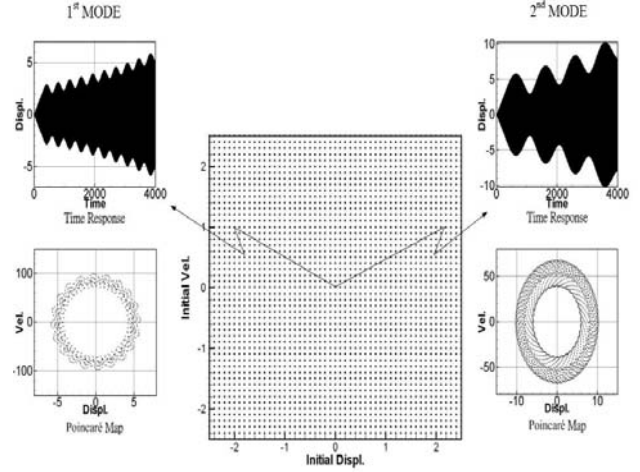 1st MODE
2nd MODE
5
0
-5
Displ.
0
2000
4000
Time
Time Response
10
5
0
-5
-10
Displ.
0
2000
4000
Time
Time Response
2
1
0
-1
-2
Initial Vel.
-2
-1
0
1
2
Initial Displ.
100
0
-100
Vel.
-5
0
5
Displ.
Poincaré Map
50
0
-50
Vel.
-10
0
10
Displ.
Poincaré Map